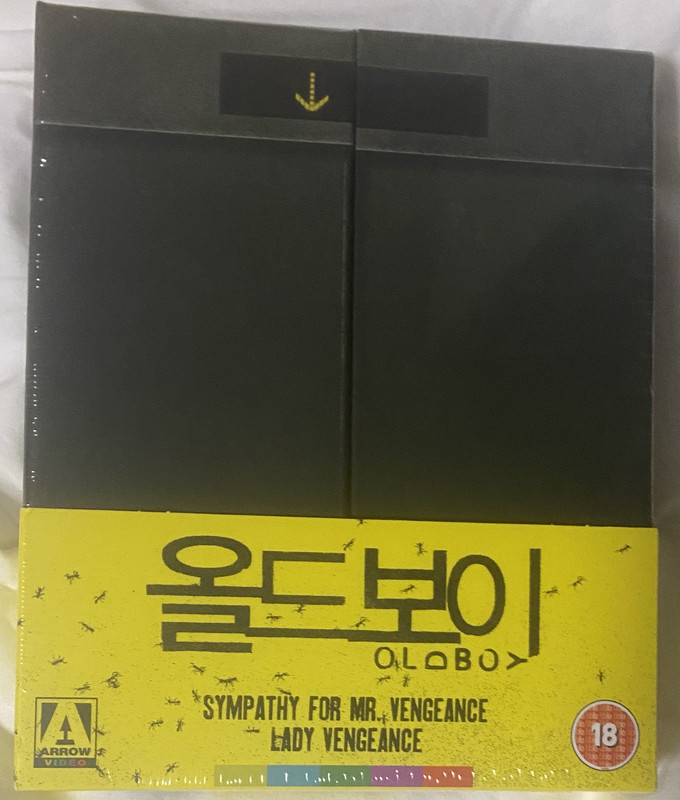 올드보이
OLDBOY
SYMPATHY FOR MR. VENGEANCE
LADY VENGEANCE
ARROW
VIDEO
18